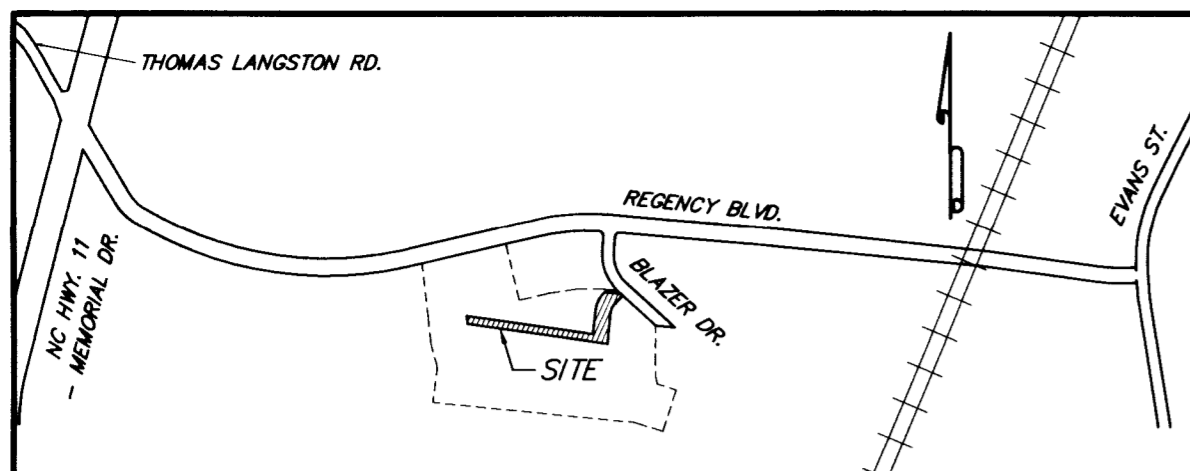 THOMAS LANGSTON RD.
REGENCY BLVD.
EVANS ST.
BLAZER DR.
NC HWY. 11
- MEMORIAL DR.
SITE